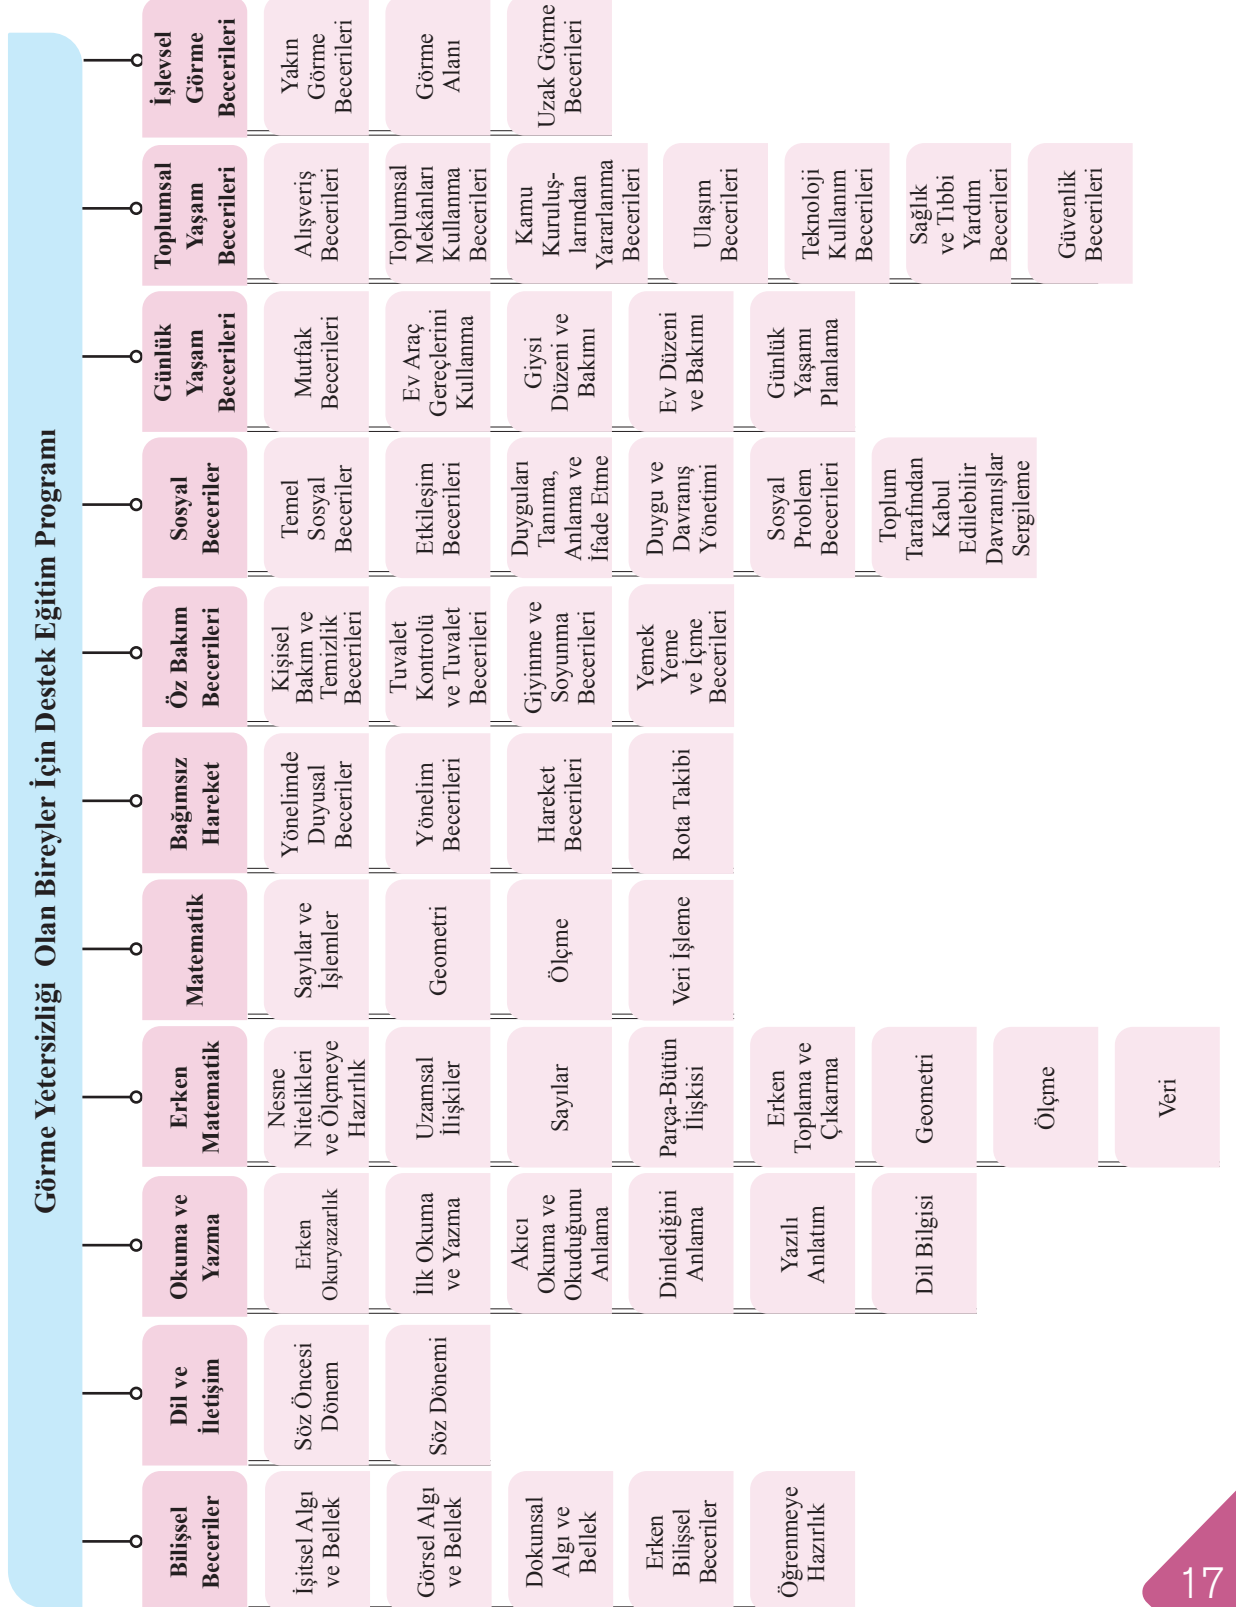 Görme Yetersizliği Olan Bireyler İçin Destek Eğitim Programı
Bilişsel
Beceriler
İşitsel Algı
ve Bellek
Görsel Algı
ve Bellek
Dokunsal
Algı ve
Bellek
Erken
Bilişsel
Beceriler
Öğrenmeye
Hazırlık
Dil ve
İletişim
Söz Öncesi
Dönem
Söz Dönemi
Okuma ve
Yazma
Erken
Okuryazarlık
İlk Okuma
ve Yazma
Akıcı
Okuma ve
Okuduğunu
Anlama
Dinlediğini
Anlama
Yazılı
Anlatım
Dil Bilgisi
Erken
Matematik
Nesne
Nitelikleri
ve Ölçmeye
Hazırlık
Uzamsal
İlişkiler
Sayılar
Parça-Bütün
İlişkisi
Erken
Toplama ve
Çıkarma
Geometri
Ölçme
Veri
Matematik
Sayılar ve
İşlemler
Geometri
Ölçme
Veri İşleme
Bağımsız
Hareket
Yönelimde
Duyusal
Beceriler
Yönelim
Becerileri
Hareket
Becerileri
Rota Takibi
Öz Bakım
Becerileri
Kişisel
Bakım ve
Temizlik
Becerileri
Tuvalet
Kontrolü
ve Tuvalet
Becerileri
Giyinme ve
Soyunma
Becerileri
Yemek
Yeme
ve İçme
Becerileri
Sosyal
Beceriler
Temel
Sosyal
Beceriler
Etkileşim
Becerileri
Duyguları
Tanıma,
Anlama ve
İfade Etme
Duygu ve
Davranış
Yönetimi
Sosyal
Problem
Becerileri
Toplum
Tarafından
Kabul
Edilebilir
Davranışlar
Sergileme
Günlük
Yaşam
Becerileri
Mutfak
Becerileri
Ev Araç
Gereçlerini
Kullanma
Giysi
Düzeni ve
Bakımı
Ev Düzeni
ve Bakımı
Günlük
Yaşamı
Planlama
Toplumsal
Yaşam
Becerileri
Alışveriş
Becerileri
Toplumsal
Mekânları
Kullanma
Becerileri
Kamu
Kuruluş-
larından
Yararlanma
Becerileri
Ulaşım
Becerileri
Teknoloji
Kullanım
Becerileri
Sağlık
ve Tıbbi
Yardım
Becerileri
Güvenlik
Becerileri
İşlevsel
Görme
Becerileri
Yakın
Görme
Becerileri
Görme
Alanı
Uzak Görme
Becerileri
17